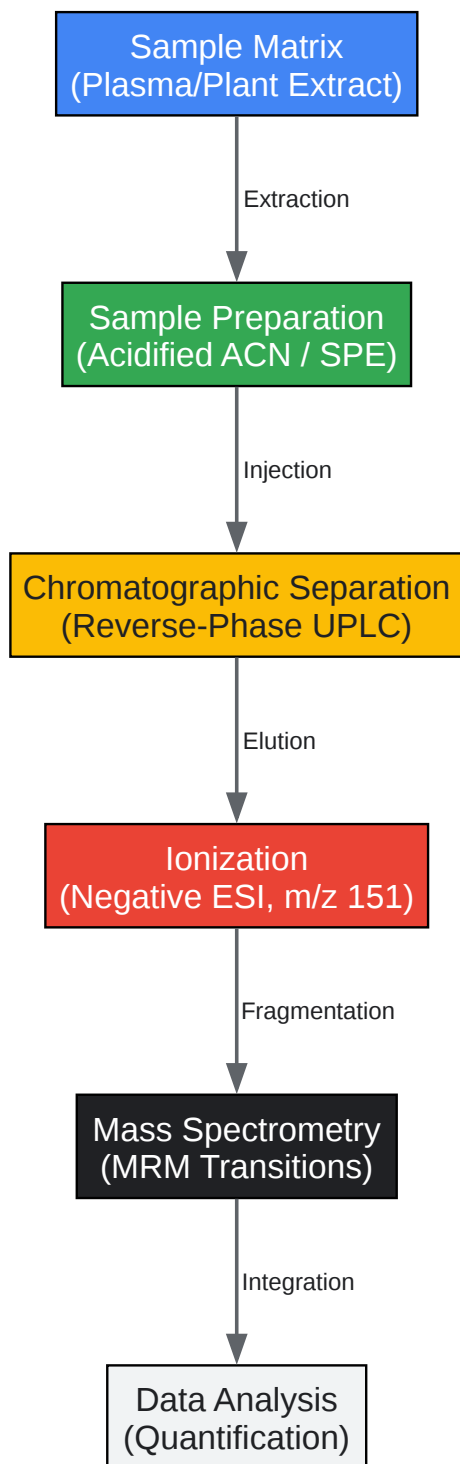 Sample Matrix
(Plasma/Plant Extract)
Extraction
Sample Preparation
(Acidified ACN / SPE)
Injection
Chromatographic Separation
(Reverse-Phase UPLC)
Elution
Ionization
(Negative ESI, m/z 151)
Fragmentation
Mass Spectrometry
(MRM Transitions)
Integration
Data Analysis
(Quantification)